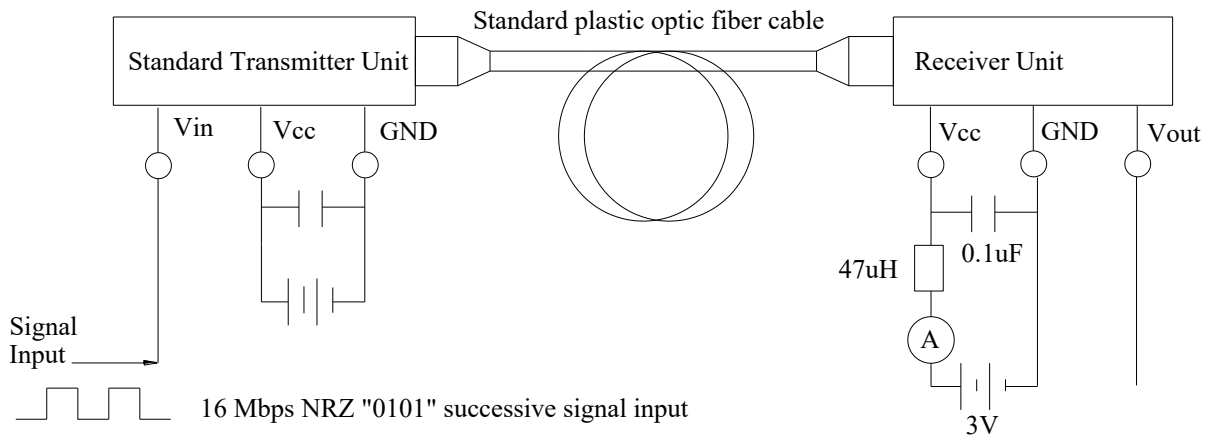 Standard plastic optic fiber cable
Standard Transmitter Unit
Receiver Unit
Vin
Vcc
GND
Vcc
GND
Vout
0.1uF
47uH
A
Signal
Input
3V
16 Mbps NRZ "0101" successive signal input